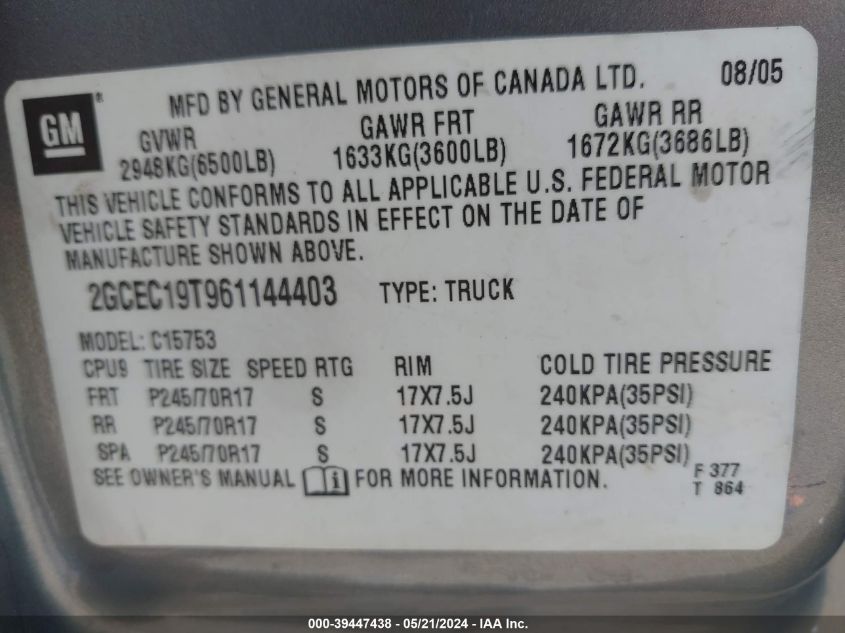 GM ®
MFD BY GENERAL MOTORS OF CANADA LTD. 08/05
GVWR GAWR FRT GAWR RR
2948KG(6500LB) 1633KG(3600LB) 1672KG(3686LB)
THIS VEHICLE CONFORMS TO ALL APPLICABLE U.S. FEDERAL MOTOR
VEHICLE SAFETY STANDARDS IN EFFECT ON THE DATE OF
MANUFACTURE SHOWN ABOVE.
2GCEC19T961144403 TYPE: TRUCK
MODEL: C15753
CPU9 TIRE SIZE SPEED RTG RIM COLD TIRE PRESSURE
FRT P245/70R17 S 17X7.5J 240KPA(35PSI)
RR P245/70R17 S 17X7.5J 240KPA(35PSI)
SPA P245/70R17 S 17X7.5J 240KPA(35PSI)
SEE OWNER'S MANUAL i FOR MORE INFORMATION.
F 377
T 864
000-39447438 - 05/21/2024 - IAA Inc.